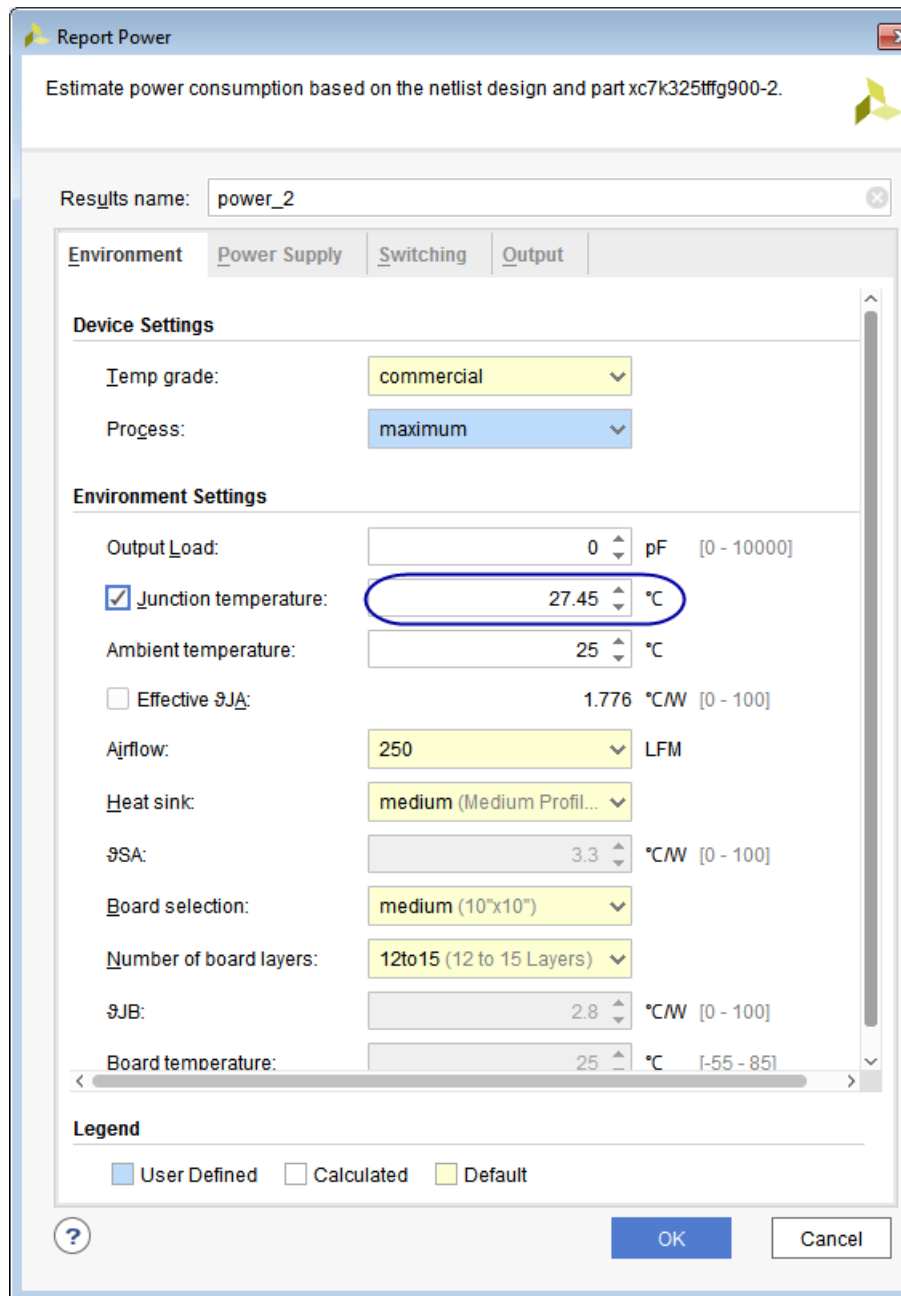 Report Power
Estimate power consumption based on the netlist design and part xc7k325tffg900-2.
Results name: power_2
Environment Power Supply Switching Output
Device Settings
Temp grade: commercial
Process: maximum
Environment Settings
Output Load: 0 pF [0 - 10000]
Junction temperature: 27.45 °C
Ambient temperature: 25 °C
Effective ϑJA: 1.776 °C/W [0 - 100]
Airflow: 250 LFM
Heat sink: medium (Medium Profil...
ϑSA: 3.3 °C/W [0 - 100]
Board selection: medium (10"x10")
Number of board layers: 12to15 (12 to 15 Layers)
ϑJB: 2.8 °C/W [0 - 100]
Board temperature: 25 °C [-55 - 85]
Legend
User Defined Calculated Default
? OK Cancel